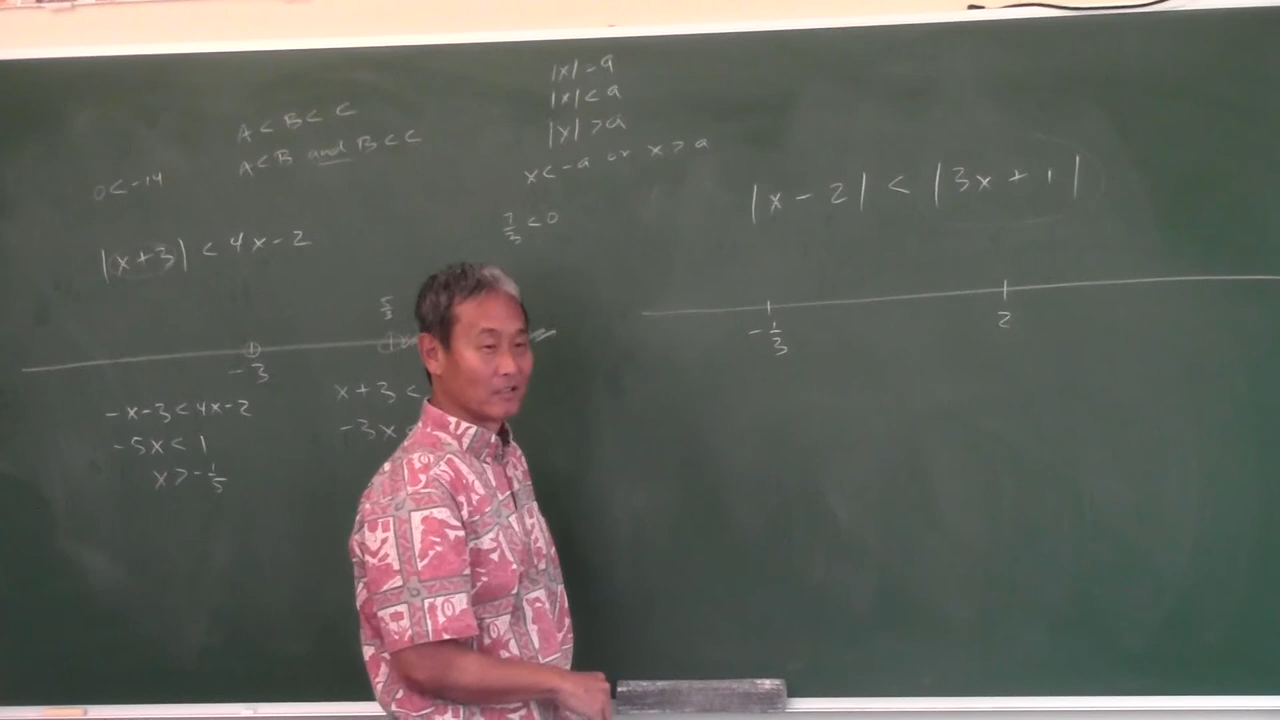 0<-14
A<B<C
A<B and B<C
|x+3|<4x-2
5/3
-3
-x-3<4x-2
-5x<1
x>-1/5
x+3<
-3x<
|x|=a
|x|<a
|x|>a
x<-a or x>a
7/3<0
|x-2|<|3x+1|
-1/3
2